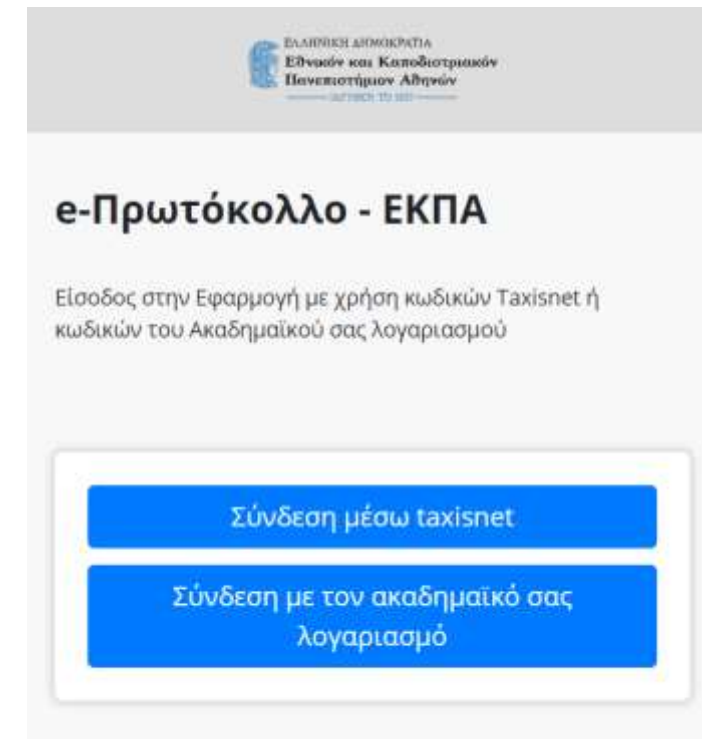 ΕΛΛΗΝΙΚΗ ΔΗΜΟΚΡΑΤΙΑ
Εθνικόν και Καποδιστριακόν
Πανεπιστήμιον Αθηνών
e-Πρωτόκολλο - ΕΚΠΑ
Είσοδος στην Εφαρμογή με χρήση κωδικών Taxisnet ή
κωδικών του Ακαδημαϊκού σας λογαριασμού
Σύνδεση μέσω taxisnet
Σύνδεση με τον ακαδημαϊκό σας
λογαριασμό